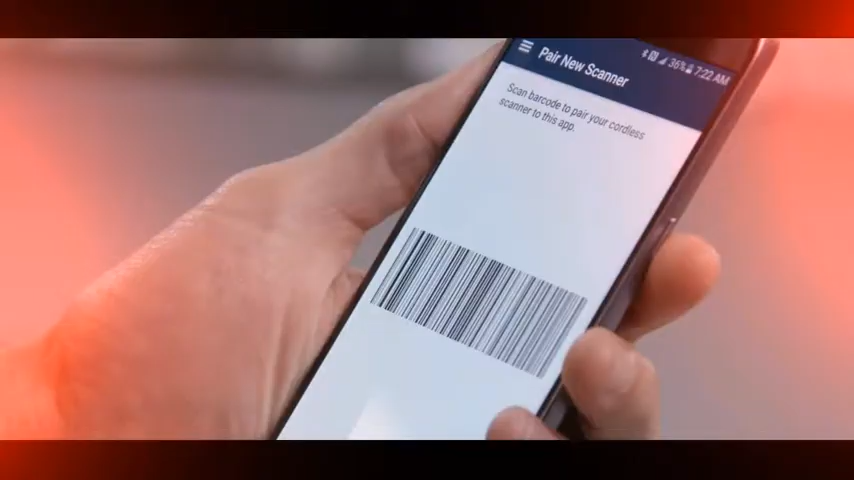 Pair New Scanner
36% 7:22 AM
Scan barcode to pair your cordless
scanner to this app.